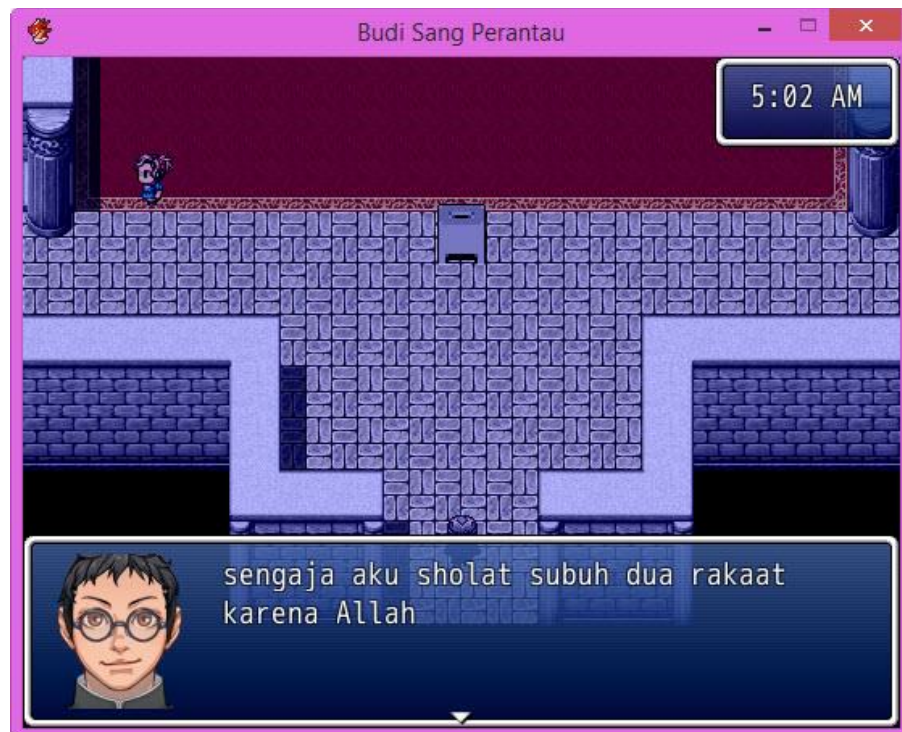 Budi Sang Perantau
5:02 AM
sengaja aku sholat subuh dua rakaat
karena Allah